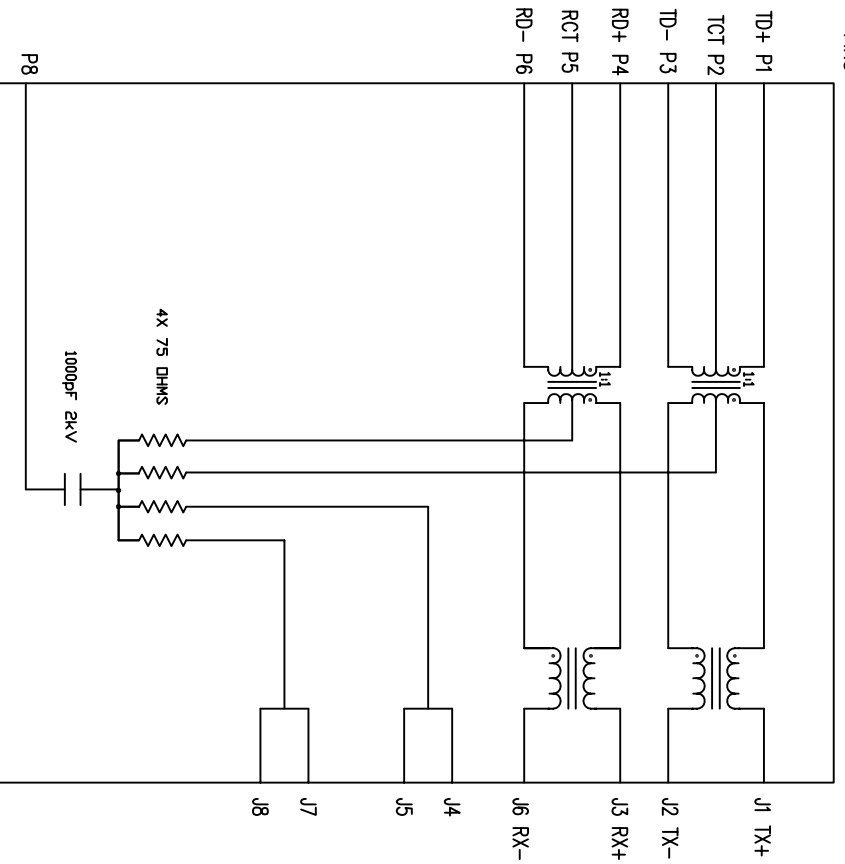 TD+ P1
TCT P2
TD- P3
RD+ P4
RCT P5
RD- P6
P8
1:1
1:1
4X 75 OHMS
1000pF 2kV
J1 TX+
J2 TX-
J3 RX+
J6 RX-
J4
J5
J7
J8